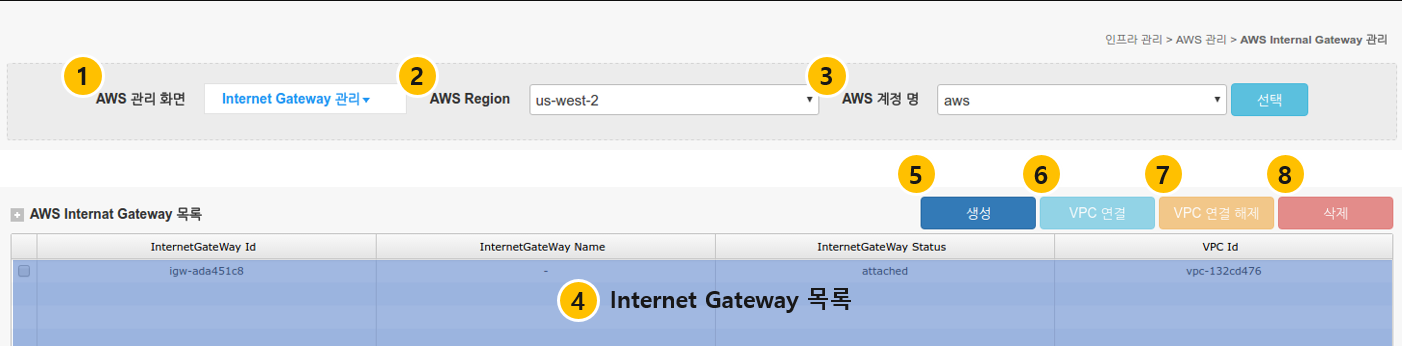 인프라 관리 > AWS 관리 > AWS Internal Gateway 관리
1 2 3
AWS 관리 화면 Internet Gateway 관리 AWS Region us-west-2 AWS 계정 명 aws 선택
5 6 7 8
AWS Internat Gateway 목록 생성 VPC 연결 VPC 연결 해제 삭제
InternetGateWay Id InternetGateWay Name InternetGateWay Status VPC Id
igw-ada451c8 - attached vpc-132cd476
4 Internet Gateway 목록